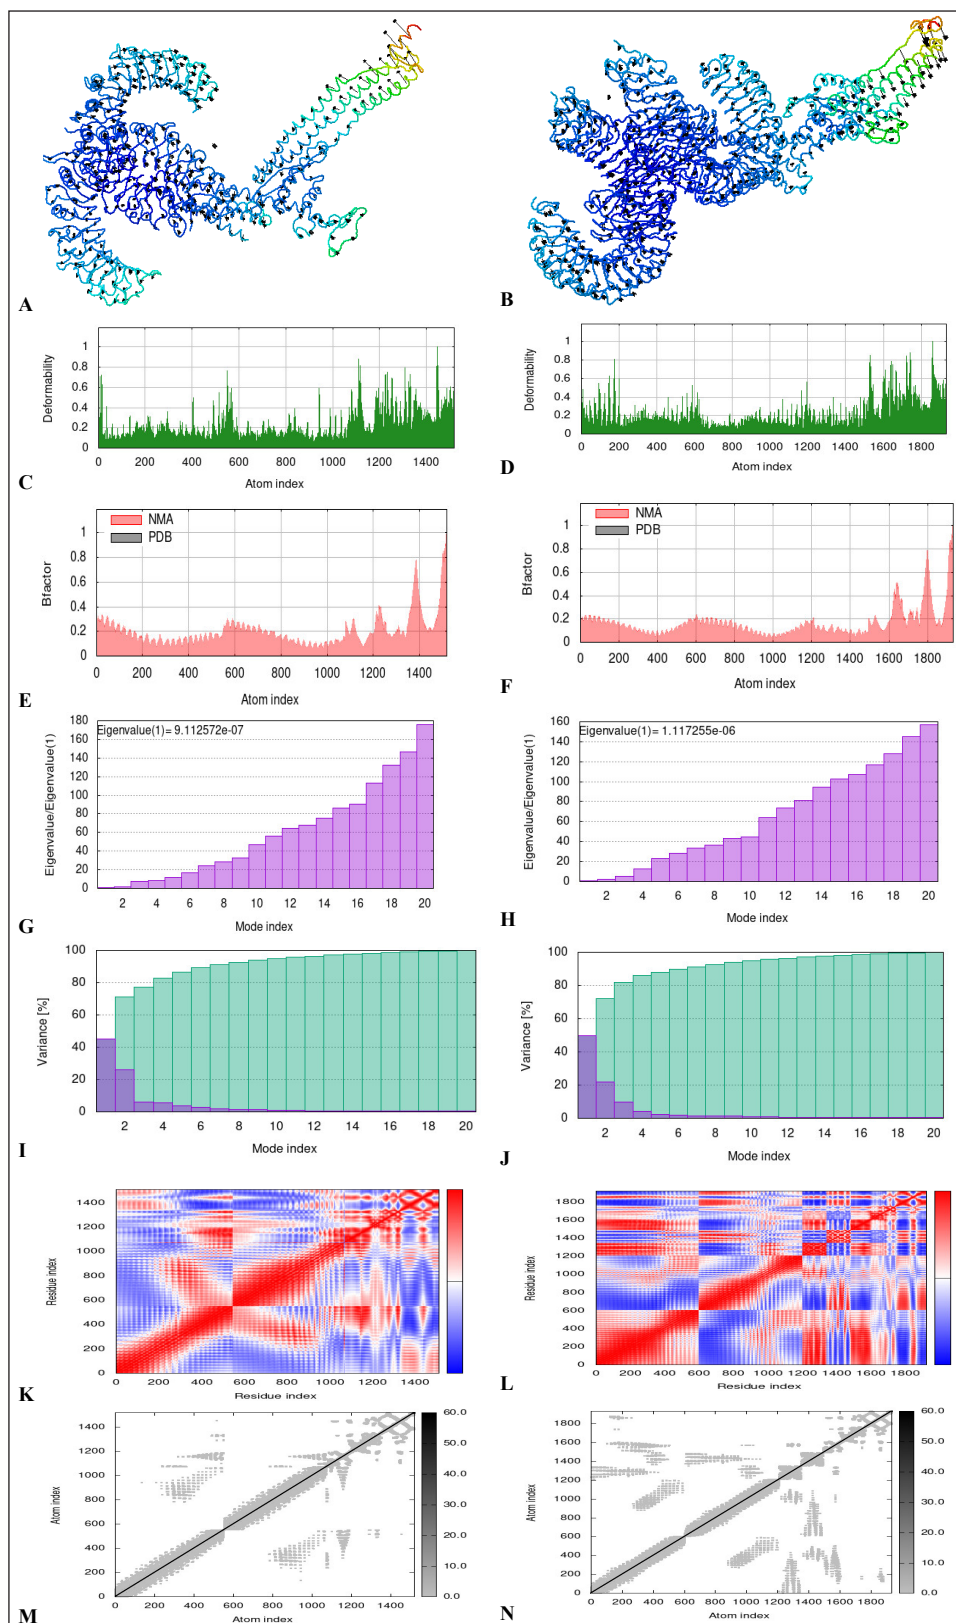 A
B
Deformability
1
0.8
0.6
0.4
0.2
0
0 200 400 600 800 1000 1200 1400
Atom index
C
Deformability
1
0.8
0.6
0.4
0.2
0
0 200 400 600 800 1000 1200 1400 1600 1800
Atom index
D
NMA
PDB
Bfactor
1
0.8
0.6
0.4
0.2
0
0 200 400 600 800 1000 1200 1400
Atom index
E
NMA
PDB
Bfactor
1
0.8
0.6
0.4
0.2
0
0 200 400 600 800 1000 1200 1400 1600 1800
Atom index
F
Eigenvalue(1)= 9.112572e-07
Eigenvalue/Eigenvalue(1)
180
160
140
120
100
80
60
40
20
0
2 4 6 8 10 12 14 16 18 20
Mode index
G
Eigenvalue(1)= 1.117255e-06
Eigenvalue/Eigenvalue(1)
160
140
120
100
80
60
40
20
0
2 4 6 8 10 12 14 16 18 20
Mode index
H
Variance [%]
100
80
60
40
20
0
2 4 6 8 10 12 14 16 18 20
Mode index
I
Variance [%]
100
80
60
40
20
0
2 4 6 8 10 12 14 16 18 20
Mode index
J
Residue index
1400
1200
1000
800
600
400
200
0
0 200 400 600 800 1000 1200 1400
Residue index
K
Residue index
1800
1600
1400
1200
1000
800
600
400
200
0
0 200 400 600 800 1000 1200 1400 1600 1800
Residue index
L
Atom index
1400
1200
1000
800
600
400
200
0
0 200 400 600 800 1000 1200 1400
Atom index
60.0
50.0
40.0
30.0
20.0
10.0
0.0
M
Atom index
1800
1600
1400
1200
1000
800
600
400
200
0
0 200 400 600 800 1000 1200 1400 1600 1800
Atom index
60.0
50.0
40.0
30.0
20.0
10.0
0.0
N